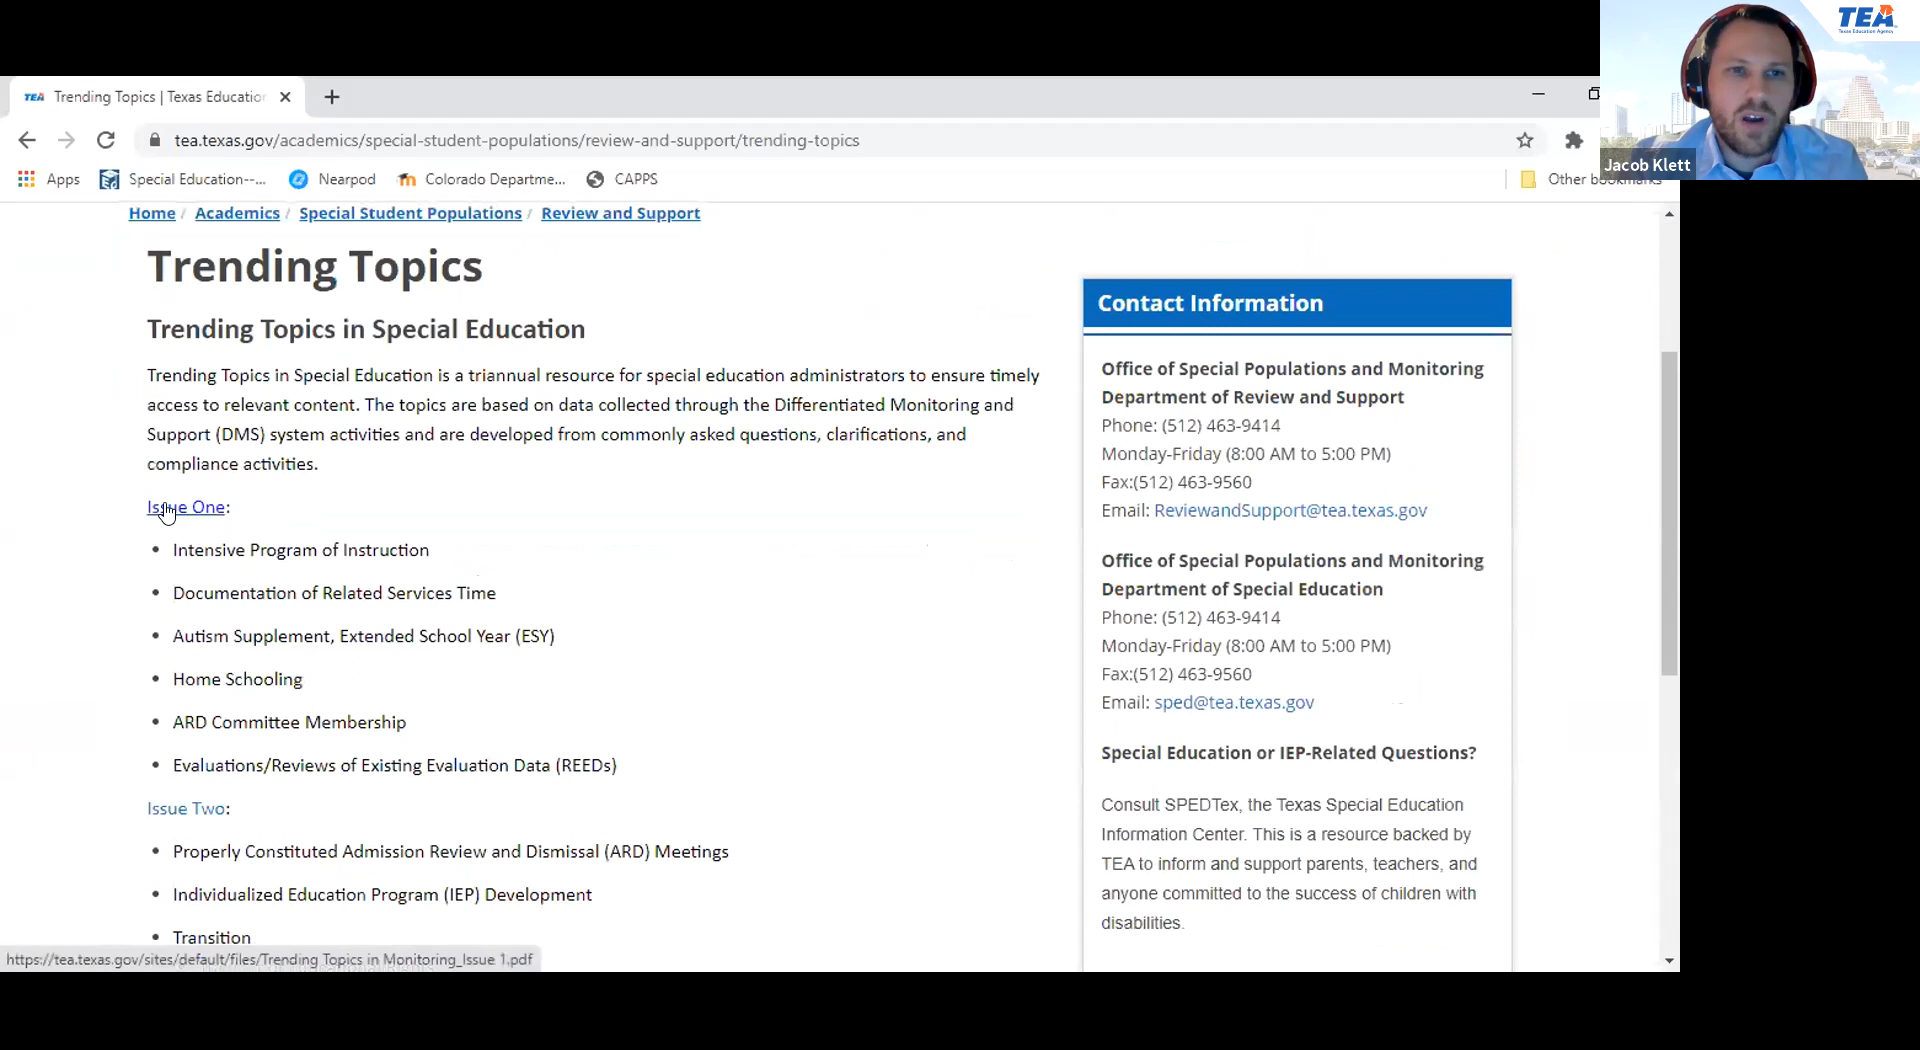 TEA
Texas Education Agency
Jacob Klett
TEA Trending Topics | Texas Educatio
tea.texas.gov/academics/special-student-populations/review-and-support/trending-topics
Apps Special Education--... Nearpod Colorado Departme... CAPPS Other bookmarks
Home / Academics / Special Student Populations / Review and Support
Trending Topics
Trending Topics in Special Education
Trending Topics in Special Education is a triannual resource for special education administrators to ensure timely
access to relevant content. The topics are based on data collected through the Differentiated Monitoring and
Support (DMS) system activities and are developed from commonly asked questions, clarifications, and
compliance activities.
Issue One:
• Intensive Program of Instruction
• Documentation of Related Services Time
• Autism Supplement, Extended School Year (ESY)
• Home Schooling
• ARD Committee Membership
• Evaluations/Reviews of Existing Evaluation Data (REEDs)
Issue Two:
• Properly Constituted Admission Review and Dismissal (ARD) Meetings
• Individualized Education Program (IEP) Development
• Transition
https://tea.texas.gov/sites/default/files/Trending Topics in Monitoring_Issue 1.pdf
Contact Information
Office of Special Populations and Monitoring
Department of Review and Support
Phone: (512) 463-9414
Monday-Friday (8:00 AM to 5:00 PM)
Fax:(512) 463-9560
Email: ReviewandSupport@tea.texas.gov
Office of Special Populations and Monitoring
Department of Special Education
Phone: (512) 463-9414
Monday-Friday (8:00 AM to 5:00 PM)
Fax:(512) 463-9560
Email: sped@tea.texas.gov
Special Education or IEP-Related Questions?
Consult SPEDTex, the Texas Special Education
Information Center. This is a resource backed by
TEA to inform and support parents, teachers, and
anyone committed to the success of children with
disabilities.